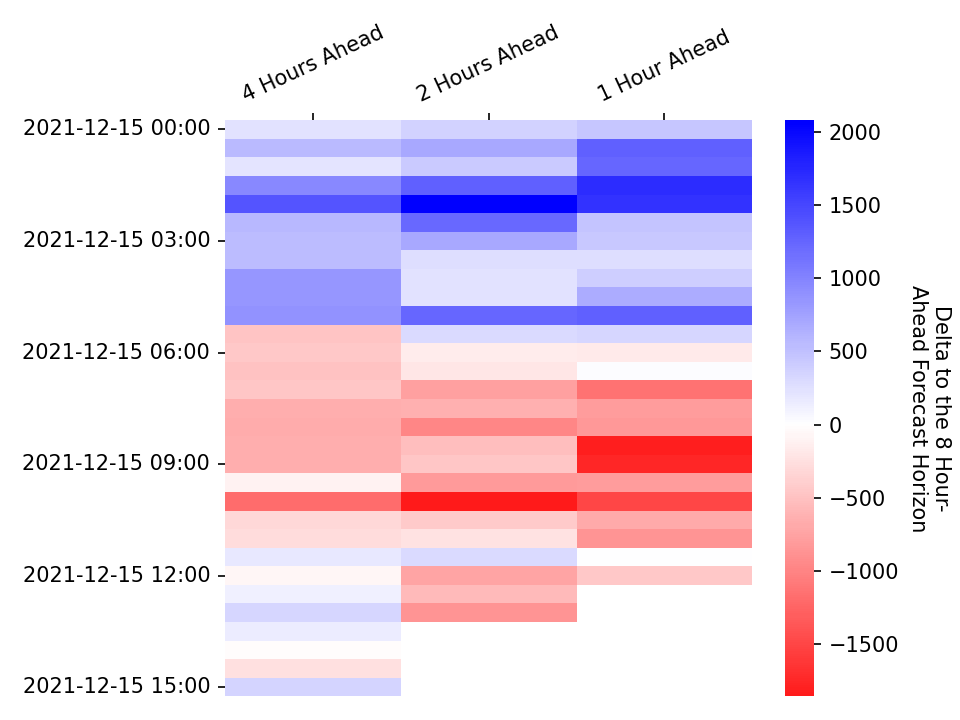 4 Hours Ahead
2 Hours Ahead
1 Hour Ahead
2021-12-15 00:00
2021-12-15 03:00
2021-12-15 06:00
2021-12-15 09:00
2021-12-15 12:00
2021-12-15 15:00
2000
1500
1000
500
0
−500
−1000
−1500
Delta to the 8 Hour-
Ahead Forecast Horizon